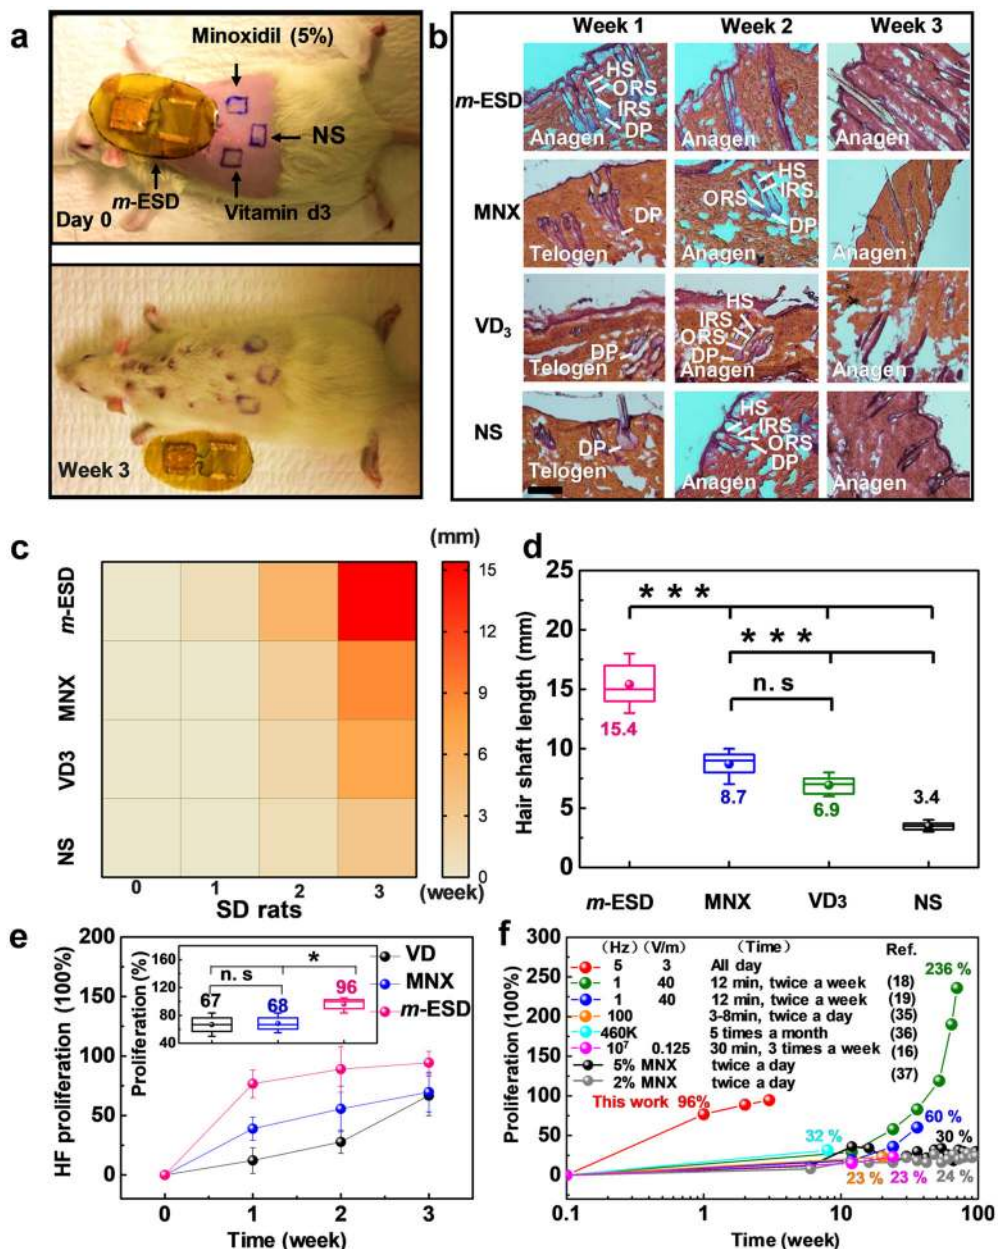 a
Minoxidil (5%)
NS
m-ESD
Vitamin d3
Day 0
Week 3
b
Week 1 Week 2 Week 3
m-ESD
HS
ORS
IRS
DP
Anagen
Anagen
Anagen
MNX
DP
Telogen
HS
IRS
ORS
DP
Anagen
Anagen
VD3
DP
Telogen
HS
IRS
ORS
DP
Anagen
Anagen
NS
DP
Telogen
HS
IRS
ORS
DP
Anagen
Anagen
c
(mm)
15
12
9
6
3
0
m-ESD
MNX
VD3
NS
0 1 2 3 (week)
SD rats
d
Hair shaft length (mm)
25
20
15
10
5
0
* * *
* * *
n. s
15.4
8.7
6.9
3.4
m-ESD MNX VD3 NS
e
HF proliferation (100%)
200
150
100
50
0
Proliferation (%)
160
120
80
40
n. s
*
67
68
96
VD
MNX
m-ESD
0 1 2 3
Time (week)
f
Proliferation (100%)
300
250
200
150
100
50
0
(Hz) (V/m) (Time) Ref.
5 3 All day
1 40 12 min, twice a week (18)
1 40 12 min, twice a week (19)
100 3-8min, twice a day (35)
460K 5 times a month (36)
10⁷ 0.125 30 min, 3 times a week (16)
5% MNX twice a day (37)
2% MNX twice a day
236 %
This work 96%
60 %
32 %
30 %
23 %
23 %
24 %
0.1 1 10 100
Time (week)